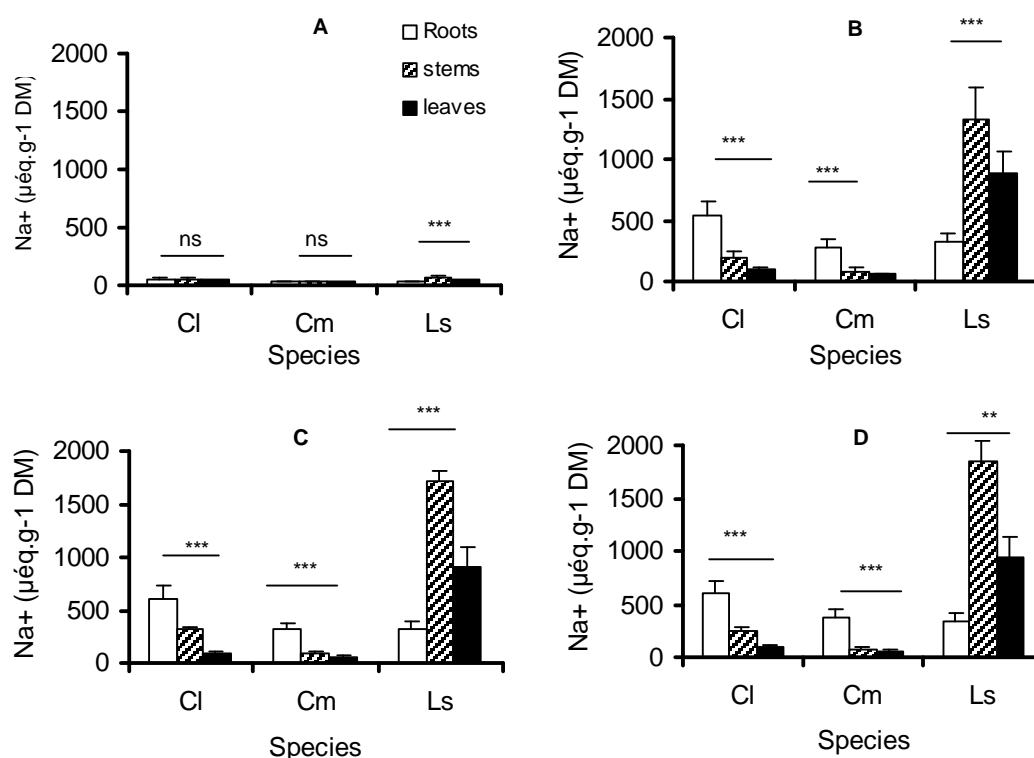 A
Na+ (µéq.g-1 DM)
2000
1500
1000
500
0
Roots
stems
leaves
ns
ns
***
Cl Cm Ls
Species
B
Na+ (µéq.g-1 DM)
2000
1500
1000
500
0
***
***
***
Cl Cm Ls
Species
C
Na+ (µéq.g-1 DM)
2000
1500
1000
500
0
***
***
***
Cl Cm Ls
Species
D
Na+ (µéq.g-1 DM)
2000
1500
1000
500
0
***
***
**
Cl Cm Ls
Species